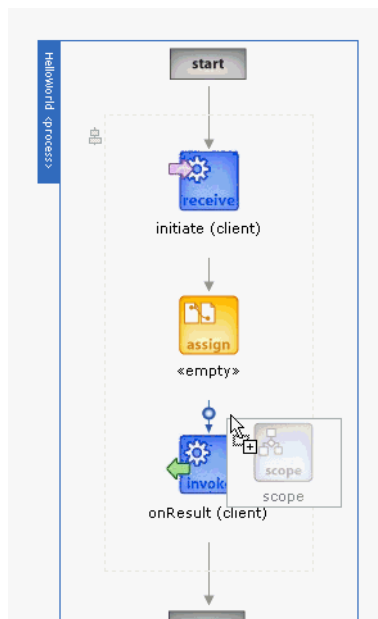 HelloWorld <process>
start
receive
initiate (client)
assign
«empty»
scope
invoke
scope
onResult (client)